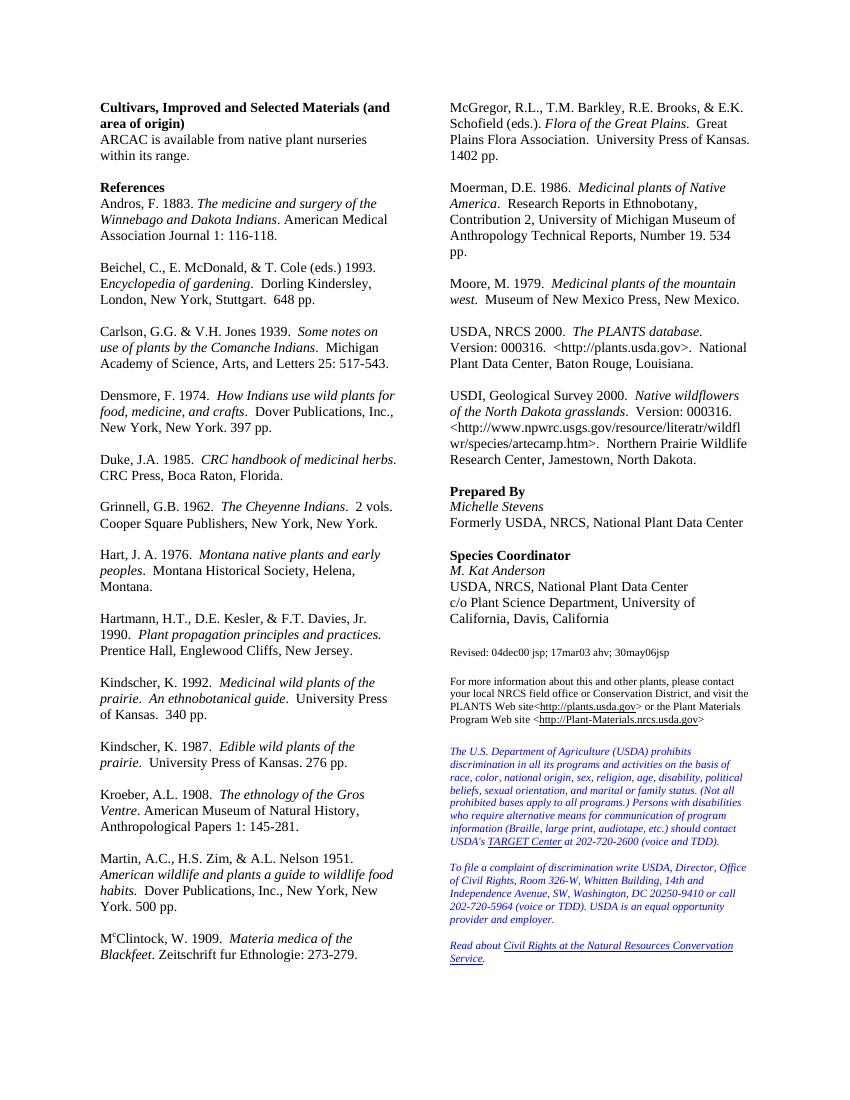 Cultivars, Improved and Selected Materials (and
area of origin)
ARCAC is available from native plant nurseries
within its range.
References
Andros, F. 1883. The medicine and surgery of the
Winnebago and Dakota Indians. American Medical
Association Journal 1: 116-118.
Beichel, C., E. McDonald, & T. Cole (eds.) 1993.
Encyclopedia of gardening. Dorling Kindersley,
London, New York, Stuttgart. 648 pp.
Carlson, G.G. & V.H. Jones 1939. Some notes on
use of plants by the Comanche Indians. Michigan
Academy of Science, Arts, and Letters 25: 517-543.
Densmore, F. 1974. How Indians use wild plants for
food, medicine, and crafts. Dover Publications, Inc.,
New York, New York. 397 pp.
Duke, J.A. 1985. CRC handbook of medicinal herbs.
CRC Press, Boca Raton, Florida.
Grinnell, G.B. 1962. The Cheyenne Indians. 2 vols.
Cooper Square Publishers, New York, New York.
Hart, J. A. 1976. Montana native plants and early
peoples. Montana Historical Society, Helena,
Montana.
Hartmann, H.T., D.E. Kesler, & F.T. Davies, Jr.
1990. Plant propagation principles and practices.
Prentice Hall, Englewood Cliffs, New Jersey.
Kindscher, K. 1992. Medicinal wild plants of the
prairie. An ethnobotanical guide. University Press
of Kansas. 340 pp.
Kindscher, K. 1987. Edible wild plants of the
prairie. University Press of Kansas. 276 pp.
Kroeber, A.L. 1908. The ethnology of the Gros
Ventre. American Museum of Natural History,
Anthropological Papers 1: 145-281.
Martin, A.C., H.S. Zim, & A.L. Nelson 1951.
American wildlife and plants a guide to wildlife food
habits. Dover Publications, Inc., New York, New
York. 500 pp.
McClintock, W. 1909. Materia medica of the
Blackfeet. Zeitschrift fur Ethnologie: 273-279.
McGregor, R.L., T.M. Barkley, R.E. Brooks, & E.K.
Schofield (eds.). Flora of the Great Plains. Great
Plains Flora Association. University Press of Kansas.
1402 pp.
Moerman, D.E. 1986. Medicinal plants of Native
America. Research Reports in Ethnobotany,
Contribution 2, University of Michigan Museum of
Anthropology Technical Reports, Number 19. 534
pp.
Moore, M. 1979. Medicinal plants of the mountain
west. Museum of New Mexico Press, New Mexico.
USDA, NRCS 2000. The PLANTS database.
Version: 000316. <http://plants.usda.gov>. National
Plant Data Center, Baton Rouge, Louisiana.
USDI, Geological Survey 2000. Native wildflowers
of the North Dakota grasslands. Version: 000316.
<http://www.npwrc.usgs.gov/resource/literatr/wildfl
wr/species/artecamp.htm>. Northern Prairie Wildlife
Research Center, Jamestown, North Dakota.
Prepared By
Michelle Stevens
Formerly USDA, NRCS, National Plant Data Center
Species Coordinator
M. Kat Anderson
USDA, NRCS, National Plant Data Center
c/o Plant Science Department, University of
California, Davis, California
Revised: 04dec00 jsp; 17mar03 ahv; 30may06jsp
For more information about this and other plants, please contact
your local NRCS field office or Conservation District, and visit the
PLANTS Web site<http://plants.usda.gov> or the Plant Materials
Program Web site <http://Plant-Materials.nrcs.usda.gov>
The U.S. Department of Agriculture (USDA) prohibits
discrimination in all its programs and activities on the basis of
race, color, national origin, sex, religion, age, disability, political
beliefs, sexual orientation, and marital or family status. (Not all
prohibited bases apply to all programs.) Persons with disabilities
who require alternative means for communication of program
information (Braille, large print, audiotape, etc.) should contact
USDA's TARGET Center at 202-720-2600 (voice and TDD).
To file a complaint of discrimination write USDA, Director, Office
of Civil Rights, Room 326-W, Whitten Building, 14th and
Independence Avenue, SW, Washington, DC 20250-9410 or call
202-720-5964 (voice or TDD). USDA is an equal opportunity
provider and employer.
Read about Civil Rights at the Natural Resources Convervation
Service.